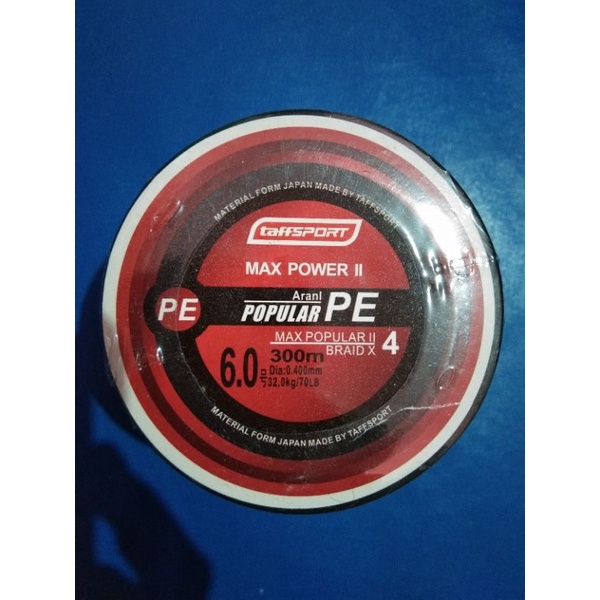 MATERIAL FORM JAPAN MADE BY TAFFSPORT
taffSPORT
MAX POWER II
PE
Aranl
POPULAR PE
MAX POPULAR II
BRAID X 4
6.0
300m
Dia:0.400mm
32.0kg/70LB
MATERIAL FORM JAPAN MADE BY TAFFSPORT